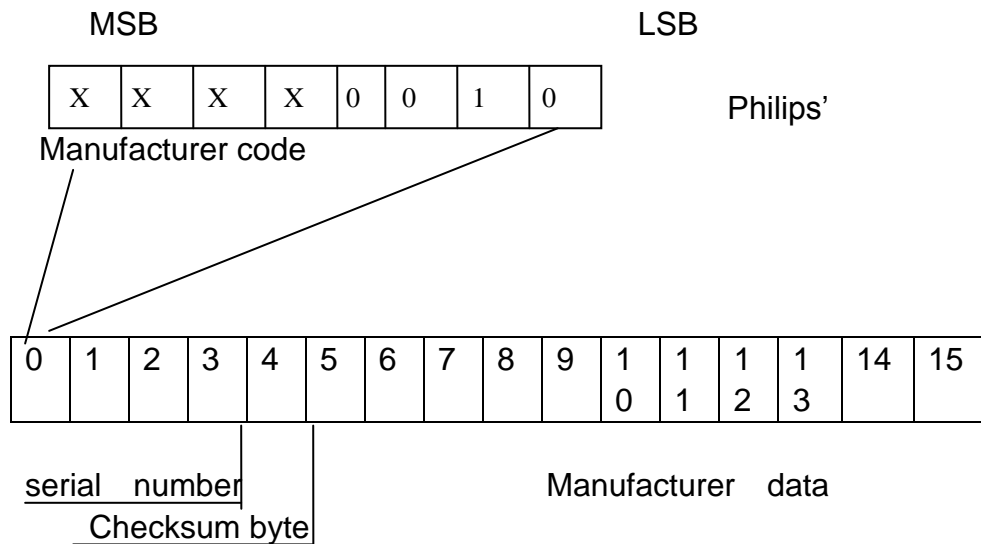 MSB LSB
X X X X 0 0 1 0 Philips’
Manufacturer code
0 1 2 3 4 5 6 7 8 9 1 1 1 1 14 15
0 1 2 3
serial number Manufacturer data
Checksum byte